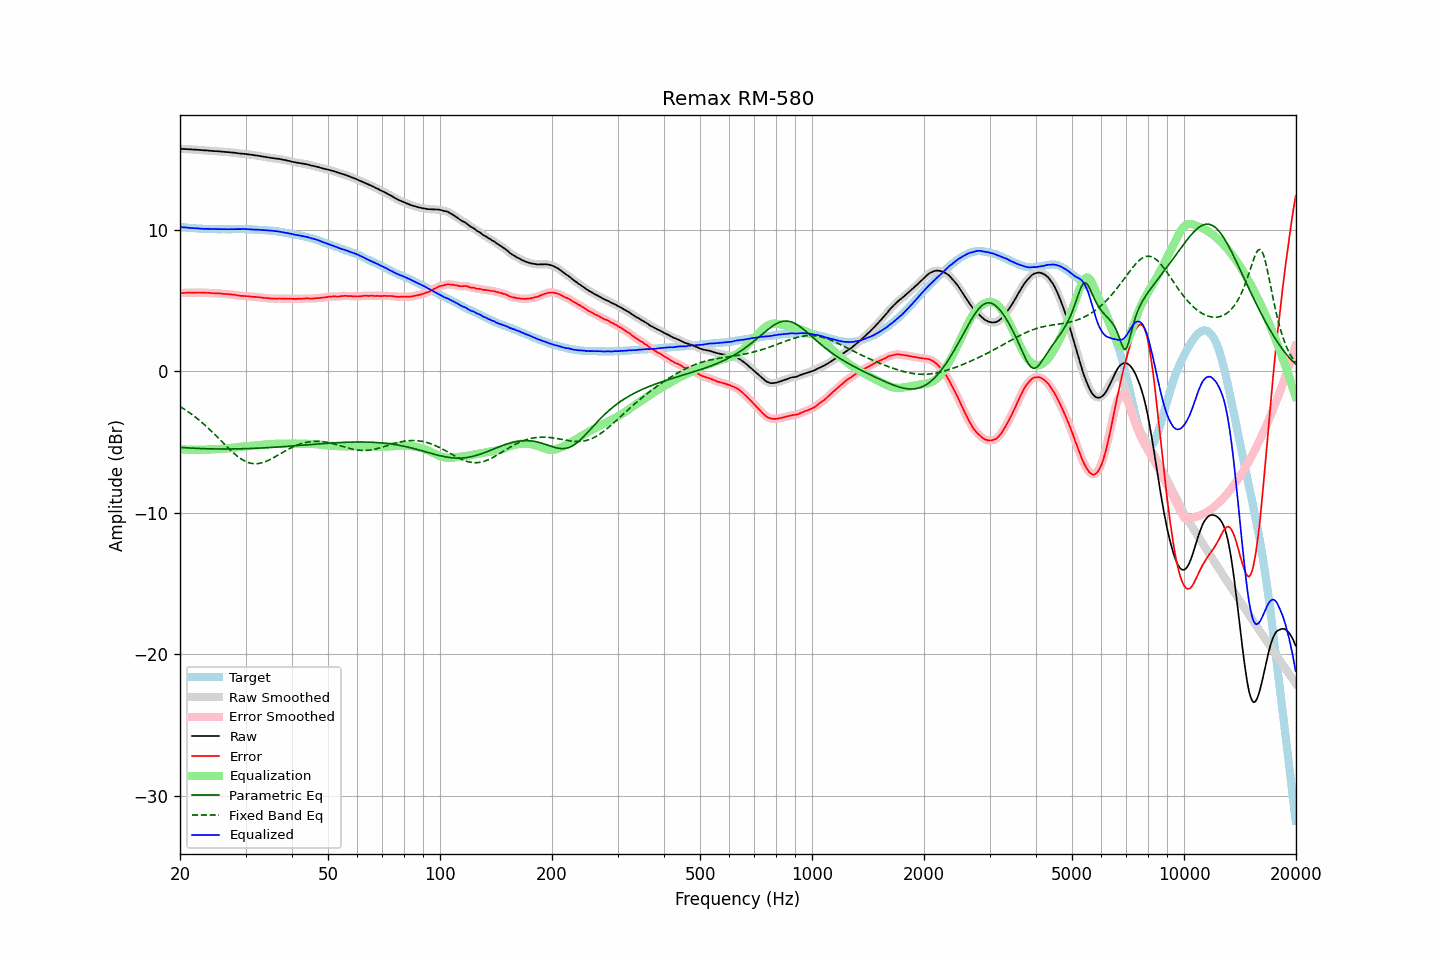 Remax RM-580
Amplitude (dBr)
10
0
−10
−20
−30
Target
Raw Smoothed
Error Smoothed
Raw
Error
Equalization
Parametric Eq
Fixed Band Eq
Equalized
20 50 100 200 500 1000 2000 5000 10000 20000
Frequency (Hz)